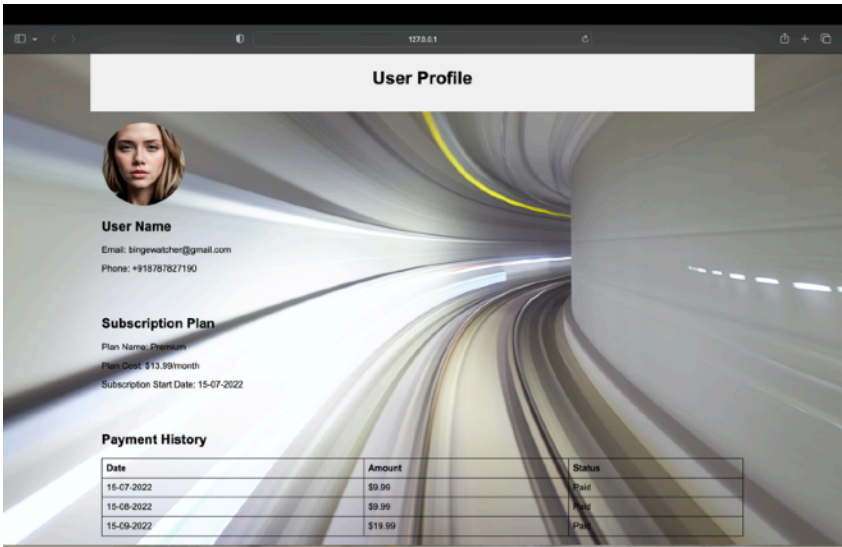 127.0.0.1
User Profile
User Name
Email: bingewatcher@gmail.com
Phone: +918787827190
Subscription Plan
Plan Name: Premium
Plan Cost: $13.99/month
Subscription Start Date: 15-07-2022
Payment History
Date Amount Status
15-07-2022 $9.99 Paid
15-08-2022 $9.99 Paid
15-09-2022 $19.99 Paid